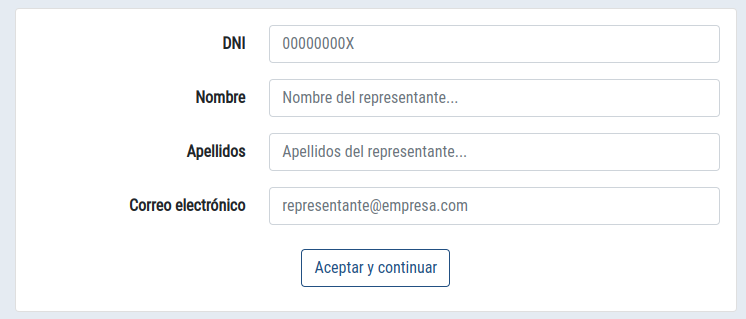 DNI 00000000X
Nombre Nombre del representante...
Apellidos Apellidos del representante...
Correo electrónico representante@empresa.com
Aceptar y continuar